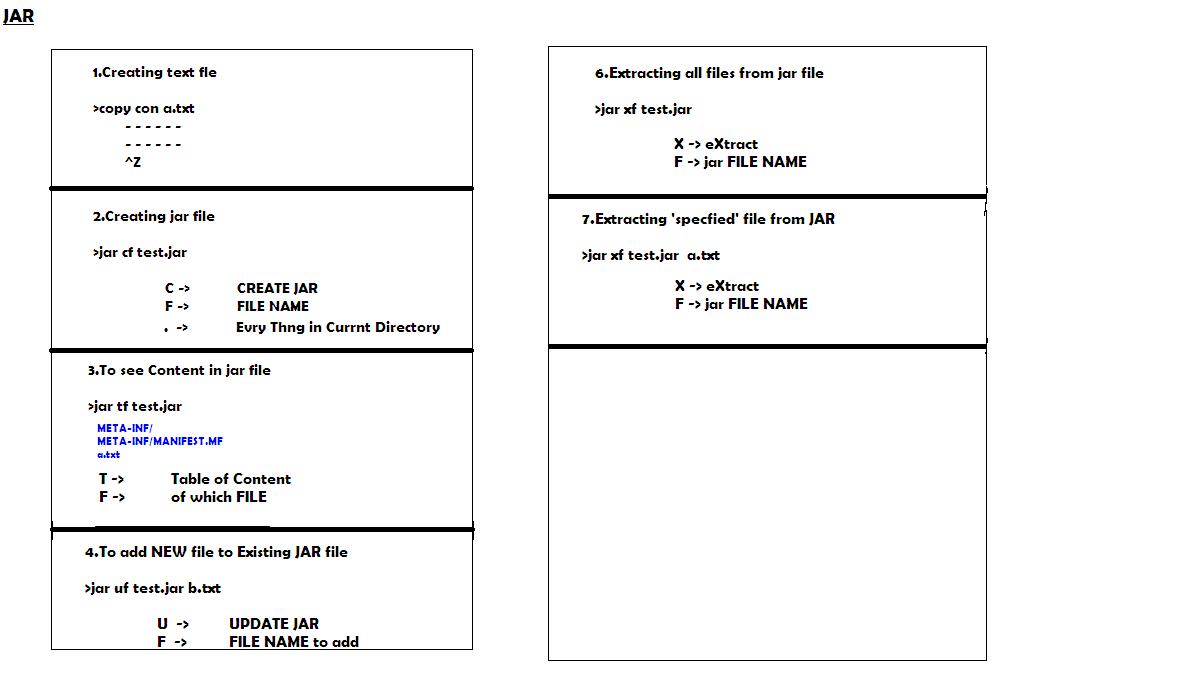 JAR
1.Creating text fle
>copy con a.txt
- - - - - -
- - - - - -
^Z
2.Creating jar file
>jar cf test.jar
C -> CREATE JAR
F -> FILE NAME
. -> Evry Thng in Currnt Directory
3.To see Content in jar file
>jar tf test.jar
META-INF/
META-INF/MANIFEST.MF
a.txt
T -> Table of Content
F -> of which FILE
4.To add NEW file to Existing JAR file
>jar uf test.jar b.txt
U -> UPDATE JAR
F -> FILE NAME to add
6.Extracting all files from jar file
>jar xf test.jar
X -> eXtract
F -> jar FILE NAME
7.Extracting 'specfied' file from JAR
>jar xf test.jar a.txt
X -> eXtract
F -> jar FILE NAME